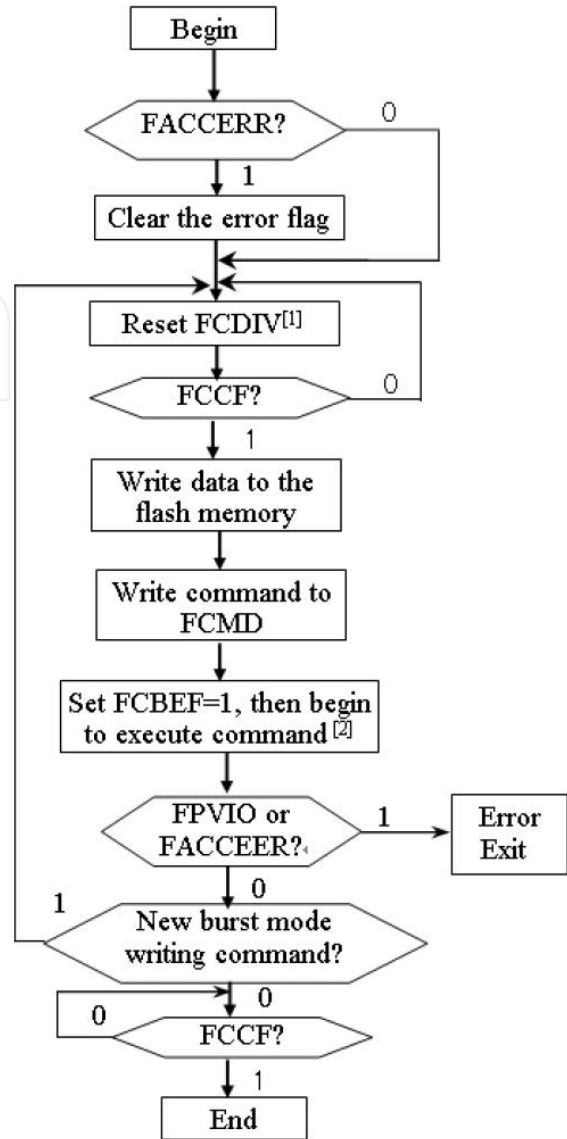 Begin
FACCERR?
0
1
Clear the error flag
Reset FCDIV[1]
FCCF?
0
1
Write data to the
flash memory
Write command to
FCMD
Set FCBEF=1, then begin
to execute command [2]
FPVIO or
FACCEER?
1
Error
Exit
0
1
New burst mode
writing command?
0
0
FCCF?
1
End